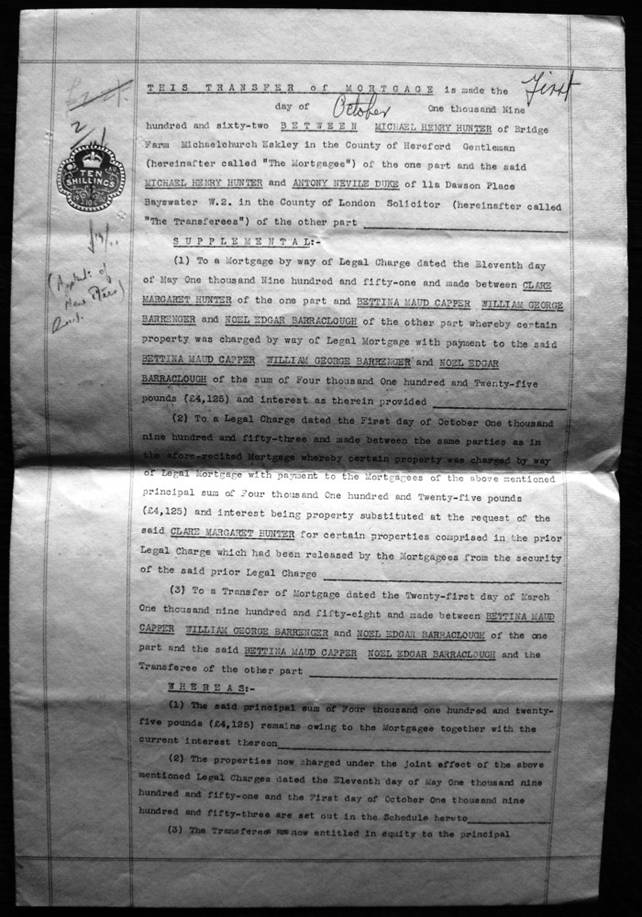 THIS TRANSFER of MORTGAGE is made the First
day of October One thousand Nine
hundred and sixty-two BETWEEN MICHAEL HENRY HUNTER of Bridge
Farm Michaelchurch Eskley in the County of Hereford Gentleman
(hereinafter called "The Mortgagee") of the one part and the said
MICHAEL HENRY HUNTER and ANTONY NEVILE DUKE of 11a Dawson Place
Bayswater W.2. in the County of London Solicitor (hereinafter called
"The Transferees") of the other part
SUPPLEMENTAL:-
(1) To a Mortgage by way of Legal Charge dated the Eleventh day
of May One thousand Nine hundred and fifty-one and made between CLARE
MARGARET HUNTER of the one part and BETTINA MAUD CAPPER WILLIAM GEORGE
BARRENGER and NOEL EDGAR BARRACLOUGH of the other part whereby certain
property was charged by way of Legal Mortgage with payment to the said
BETTINA MAUD CAPPER WILLIAM GEORGE BARRENGER and NOEL EDGAR
BARRACLOUGH of the sum of Four thousand One hundred and Twenty-five
pounds (£4,125) and interest as therein provided
(2) To a Legal Charge dated the First day of October One thousand
nine hundred and fifty-three and made between the same parties as in
the afore-recited Mortgage whereby certain property was charged by way
of Legal Mortgage with payment to the Mortgagees of the above mentioned
principal sum of Four thousand One hundred and Twenty-five pounds
(£4,125) and interest being property substituted at the request of the
said CLARE MARGARET HUNTER for certain properties comprised in the prior
Legal Charge which had been released by the Mortgagees from the security
of the said prior Legal Charge
(3) To a Transfer of Mortgage dated the Twenty-first day of March
One thousand nine hundred and fifty-eight and made between BETTINA MAUD
CAPPER WILLIAM GEORGE BARRENGER and NOEL EDGAR BARRACLOUGH of the one
part and the said BETTINA MAUD CAPPER NOEL EDGAR BARRACLOUGH and the
Transferee of the other part
WHEREAS:-
(1) The said principal sum of Four thousand one hundred and twenty-
five pounds (£4,125) remains owing to the Mortgagee together with the
current interest thereon
(2) The properties now charged under the joint effect of the above
mentioned Legal Charges dated the Eleventh day of May One thousand nine
hundred and fifty-one and the First day of October One thousand nine
hundred and fifty-three are set out in the Schedule hereto
(3) The Transferees now entitled in equity to the principal
2
TEN
SHILLINGS
of